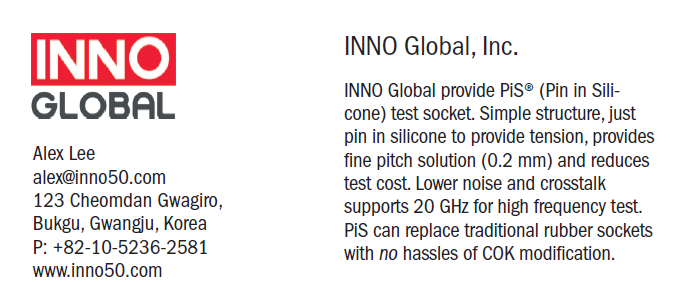 INNO
GLOBAL
Alex Lee
alex@inno50.com
123 Cheomdan Gwagiro,
Bukgu, Gwangju, Korea
P: +82-10-5236-2581
www.inno50.com
INNO Global, Inc.
INNO Global provide PiS® (Pin in Sili-
cone) test socket. Simple structure, just
pin in silicone to provide tension, provides
fine pitch solution (0.2 mm) and reduces
test cost. Lower noise and crosstalk
supports 20 GHz for high frequency test.
PiS can replace traditional rubber sockets
with no hassles of COK modification.